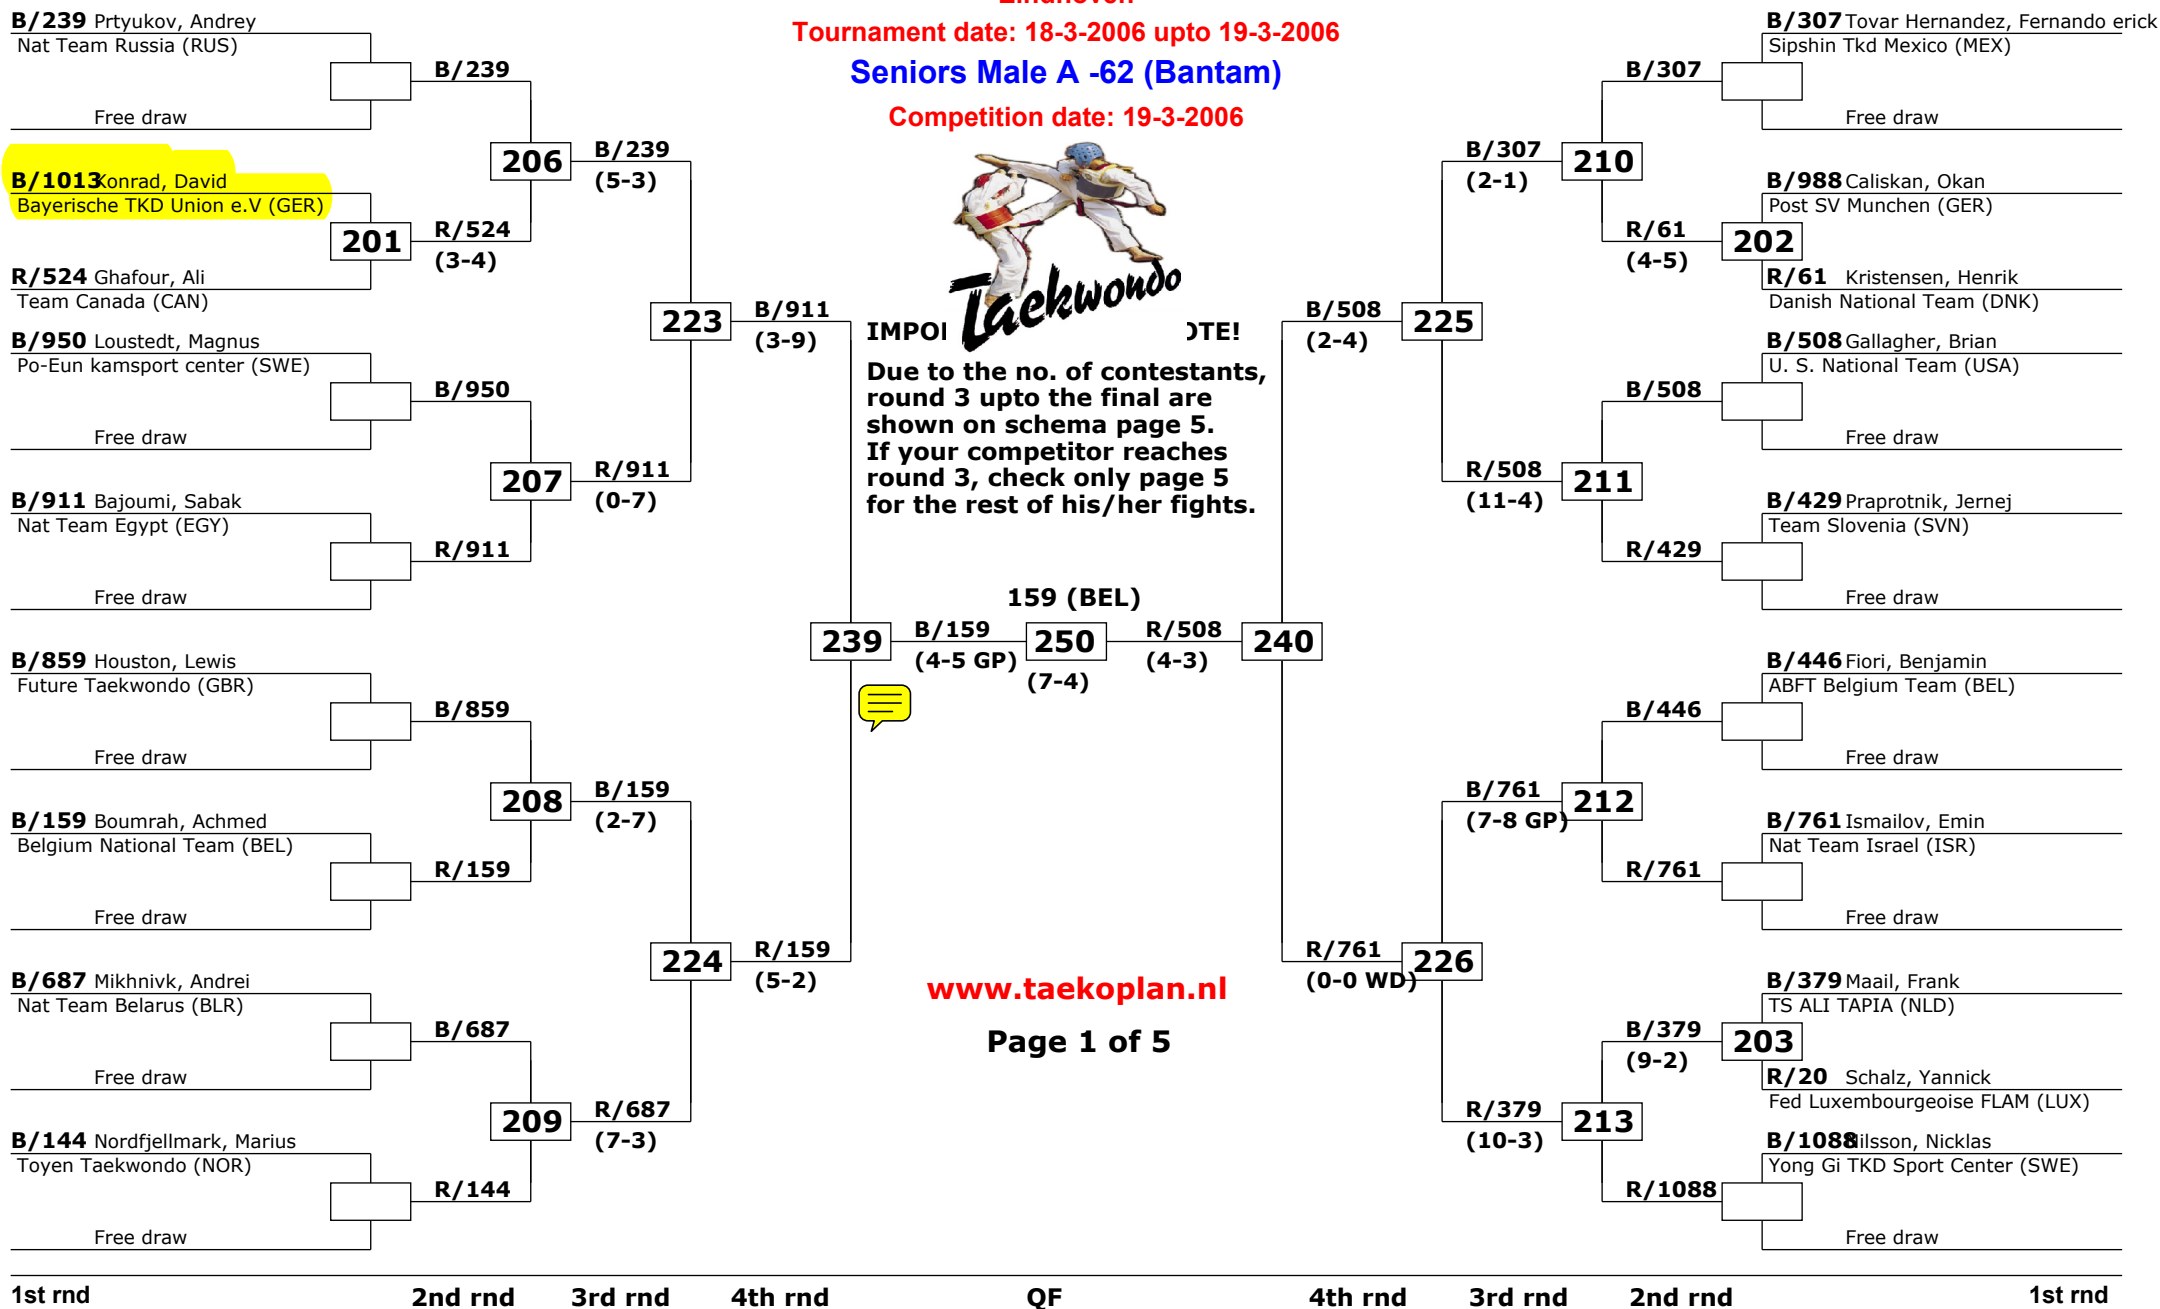 Eindhoven
Tournament date: 18-3-2006 upto 19-3-2006
Seniors Male A -62 (Bantam)
Competition date: 19-3-2006
Taekwondo
IMPOI OTE!
Due to the no. of contestants,
round 3 upto the final are
shown on schema page 5.
If your competitor reaches
round 3, check only page 5
for the rest of his/her fights.
B/239 Prtyukov, Andrey
Nat Team Russia (RUS)
Free draw
B/1013 Konrad, David
Bayerische TKD Union e.V (GER)
201
R/524 Ghafour, Ali
Team Canada (CAN)
B/950 Loustedt, Magnus
Po-Eun kamsport center (SWE)
Free draw
B/911 Bajoumi, Sabak
Nat Team Egypt (EGY)
Free draw
B/859 Houston, Lewis
Future Taekwondo (GBR)
Free draw
B/159 Boumrah, Achmed
Belgium National Team (BEL)
Free draw
B/687 Mikhnivk, Andrei
Nat Team Belarus (BLR)
Free draw
B/144 Nordfjellmark, Marius
Toyen Taekwondo (NOR)
Free draw
B/239
206
R/524
(3-4)
B/950
207
R/911
B/859
208
R/159
B/687
209
R/144
B/239
(5-3)
223
R/911
(0-7)
B/159
(2-7)
224
R/687
(7-3)
B/911
(3-9)
239
R/159
(5-2)
159 (BEL)
B/159
(4-5 GP)
250
(7-4)
R/508
(4-3)
240
B/508
(2-4)
R/761
(0-0 WD)
B/307
(2-1)
225
R/508
(11-4)
B/761
(7-8 GP)
226
R/379
(10-3)
B/307
210
R/61
(4-5)
B/508
211
R/429
B/446
212
R/761
B/379
(9-2)
213
R/1088
B/307 Tovar Hernandez, Fernando erick
Sipshin Tkd Mexico (MEX)
Free draw
B/988 Caliskan, Okan
Post SV Munchen (GER)
202
R/61 Kristensen, Henrik
Danish National Team (DNK)
B/508 Gallagher, Brian
U. S. National Team (USA)
Free draw
B/429 Praprotnik, Jernej
Team Slovenia (SVN)
Free draw
B/446 Fiori, Benjamin
ABFT Belgium Team (BEL)
Free draw
B/761 Ismailov, Emin
Nat Team Israel (ISR)
Free draw
B/379 Maail, Frank
TS ALI TAPIA (NLD)
203
R/20 Schalz, Yannick
Fed Luxembourgeoise FLAM (LUX)
B/1088 Nilsson, Nicklas
Yong Gi TKD Sport Center (SWE)
Free draw
www.taekoplan.nl
Page 1 of 5
1st rnd 2nd rnd 3rd rnd 4th rnd QF 4th rnd 3rd rnd 2nd rnd 1st rnd